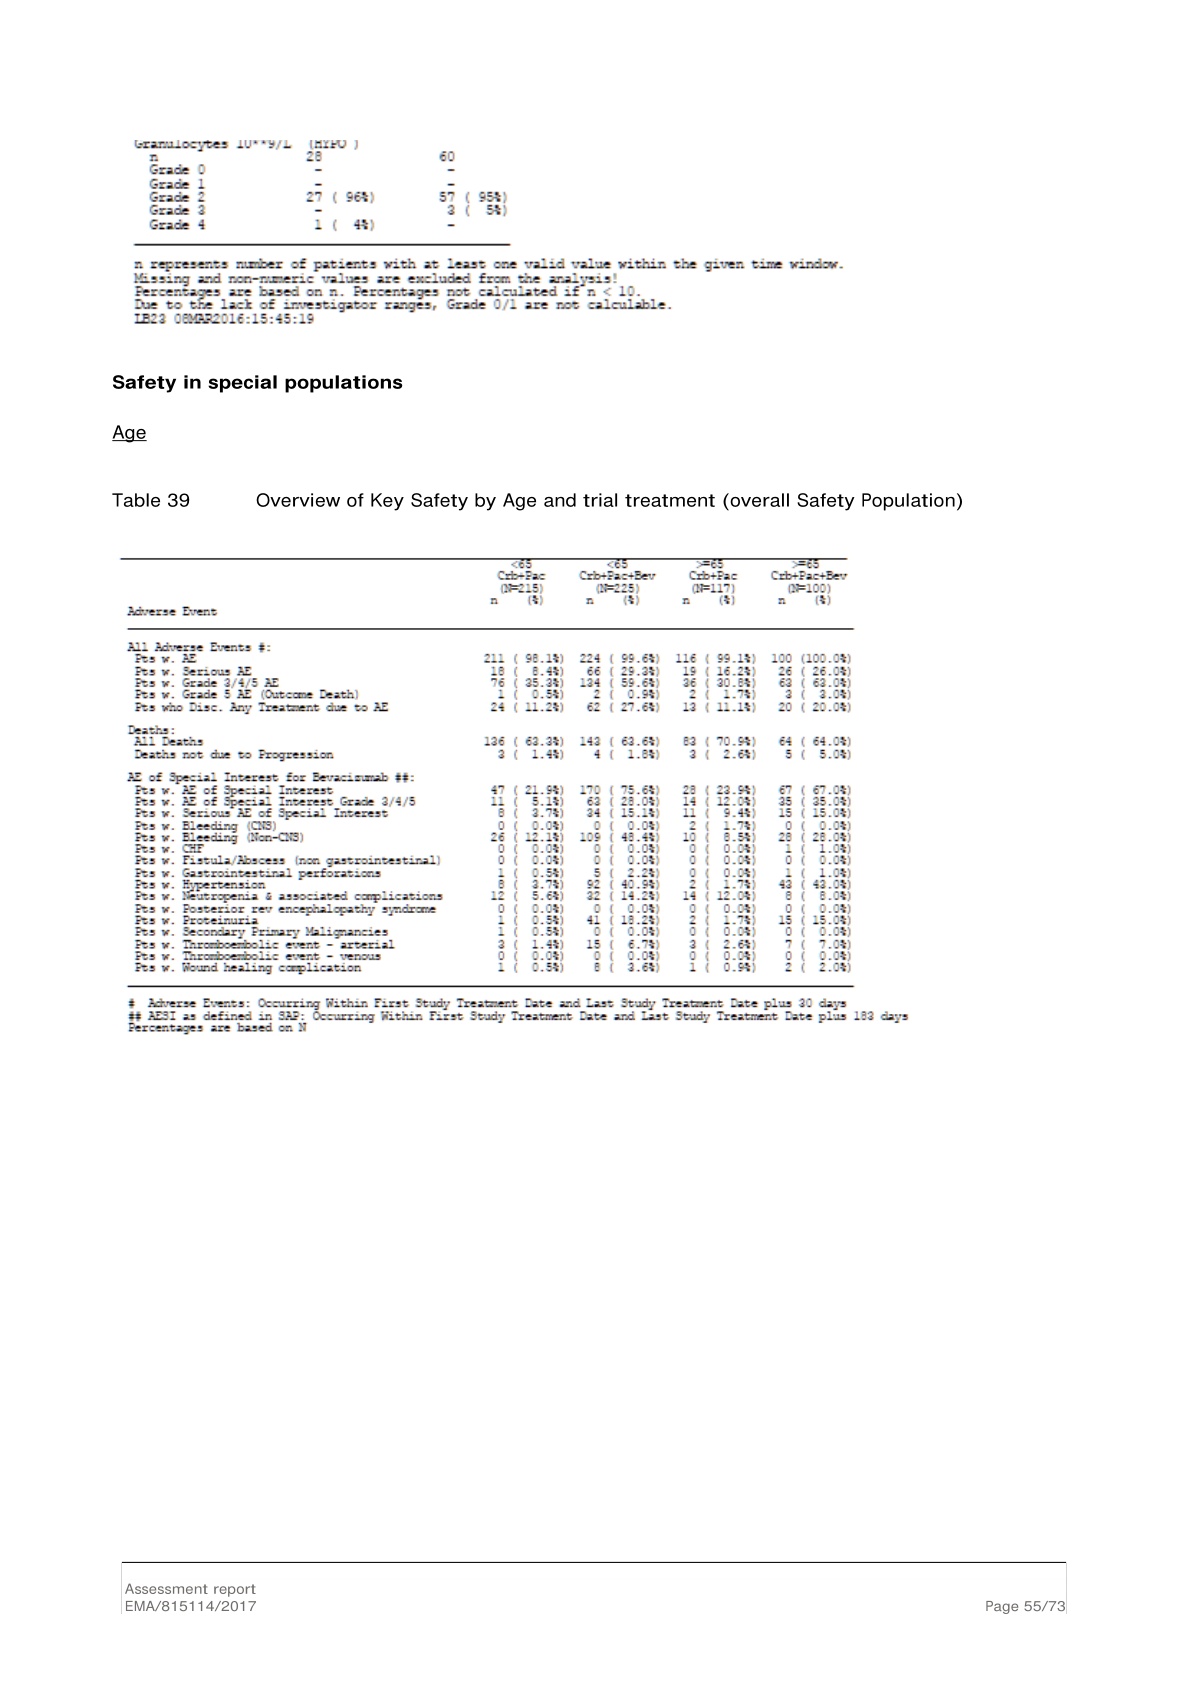 Granulocytes 10**9/L (HYPO )
n 28 60
Grade 0 - -
Grade 1 - -
Grade 2 27 ( 96%) 57 ( 95%)
Grade 3 - 3 ( 5%)
Grade 4 1 ( 4%) -
n represents number of patients with at least one valid value within the given time window.
Missing and non-numeric values are excluded from the analysis!
Percentages are based on n. Percentages not calculated if n < 10.
Due to the lack of investigator ranges, Grade 0/1 are not calculable.
LB23 08MAR2016:15:45:19
Safety in special populations
Age
Table 39 Overview of Key Safety by Age and trial treatment (overall Safety Population)
<65 <65 >=65 >=65
Crb+Pac Crb+Pac+Bev Crb+Pac Crb+Pac+Bev
(N=215) (N=225) (N=117) (N=100)
n (%) n (%) n (%) n (%)
Adverse Event
All Adverse Events #:
Pts w. AE 211 ( 98.1%) 224 ( 99.6%) 116 ( 99.1%) 100 (100.0%)
Pts w. Serious AE 18 ( 8.4%) 66 ( 29.3%) 19 ( 16.2%) 26 ( 26.0%)
Pts w. Grade 3/4/5 AE 76 ( 35.3%) 134 ( 59.6%) 36 ( 30.8%) 63 ( 63.0%)
Pts w. Grade 5 AE (Outcome Death) 1 ( 0.5%) 2 ( 0.9%) 2 ( 1.7%) 3 ( 3.0%)
Pts who Disc. Any Treatment due to AE 24 ( 11.2%) 62 ( 27.6%) 13 ( 11.1%) 20 ( 20.0%)
Deaths:
All Deaths 136 ( 63.3%) 143 ( 63.6%) 83 ( 70.9%) 64 ( 64.0%)
Deaths not due to Progression 3 ( 1.4%) 4 ( 1.8%) 3 ( 2.6%) 5 ( 5.0%)
AE of Special Interest for Bevacizumab ##:
Pts w. AE of Special Interest 47 ( 21.9%) 170 ( 75.6%) 28 ( 23.9%) 67 ( 67.0%)
Pts w. AE of Special Interest Grade 3/4/5 11 ( 5.1%) 63 ( 28.0%) 14 ( 12.0%) 35 ( 35.0%)
Pts w. Serious AE of Special Interest 8 ( 3.7%) 34 ( 15.1%) 11 ( 9.4%) 15 ( 15.0%)
Pts w. Bleeding (CNS) 0 ( 0.0%) 0 ( 0.0%) 2 ( 1.7%) 0 ( 0.0%)
Pts w. Bleeding (Non-CNS) 26 ( 12.1%) 109 ( 48.4%) 10 ( 8.5%) 28 ( 28.0%)
Pts w. CHF 0 ( 0.0%) 0 ( 0.0%) 0 ( 0.0%) 1 ( 1.0%)
Pts w. Fistula/Abscess (non gastrointestinal) 0 ( 0.0%) 0 ( 0.0%) 0 ( 0.0%) 0 ( 0.0%)
Pts w. Gastrointestinal perforations 1 ( 0.5%) 5 ( 2.2%) 0 ( 0.0%) 1 ( 1.0%)
Pts w. Hypertension 8 ( 3.7%) 92 ( 40.9%) 2 ( 1.7%) 43 ( 43.0%)
Pts w. Neutropenia & associated complications 12 ( 5.6%) 32 ( 14.2%) 14 ( 12.0%) 8 ( 8.0%)
Pts w. Posterior rev encephalopathy syndrome 0 ( 0.0%) 0 ( 0.0%) 0 ( 0.0%) 0 ( 0.0%)
Pts w. Proteinuria 1 ( 0.5%) 41 ( 18.2%) 2 ( 1.7%) 15 ( 15.0%)
Pts w. Secondary Primary Malignancies 1 ( 0.5%) 0 ( 0.0%) 0 ( 0.0%) 0 ( 0.0%)
Pts w. Thromboembolic event - arterial 3 ( 1.4%) 15 ( 6.7%) 3 ( 2.6%) 7 ( 7.0%)
Pts w. Thromboembolic event - venous 0 ( 0.0%) 0 ( 0.0%) 0 ( 0.0%) 0 ( 0.0%)
Pts w. Wound healing complication 1 ( 0.5%) 8 ( 3.6%) 1 ( 0.9%) 2 ( 2.0%)
# Adverse Events: Occurring Within First Study Treatment Date and Last Study Treatment Date plus 30 days
## AESI as defined in SAP: Occurring Within First Study Treatment Date and Last Study Treatment Date plus 183 days
Percentages are based on N
Assessment report
EMA/815114/2017 Page 55/73